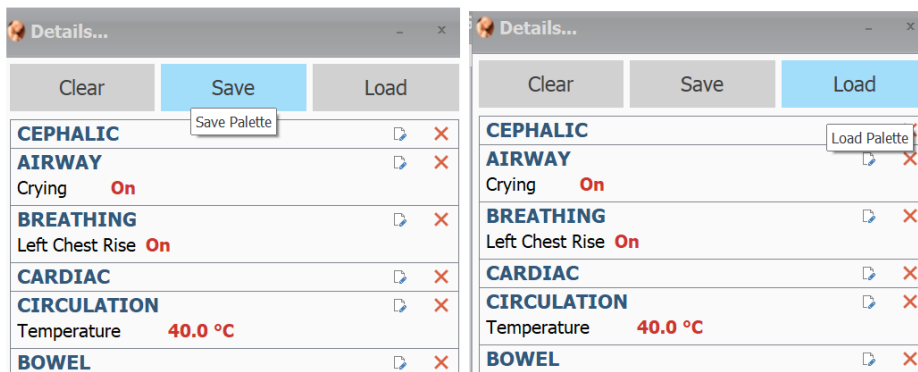 Details...
Clear Save Load
Save Palette
CEPHALIC
AIRWAY
Crying On
BREATHING
Left Chest Rise On
CARDIAC
CIRCULATION
Temperature 40.0 °C
BOWEL
Details...
Clear Save Load
Load Palette
CEPHALIC
AIRWAY
Crying On
BREATHING
Left Chest Rise On
CARDIAC
CIRCULATION
Temperature 40.0 °C
BOWEL